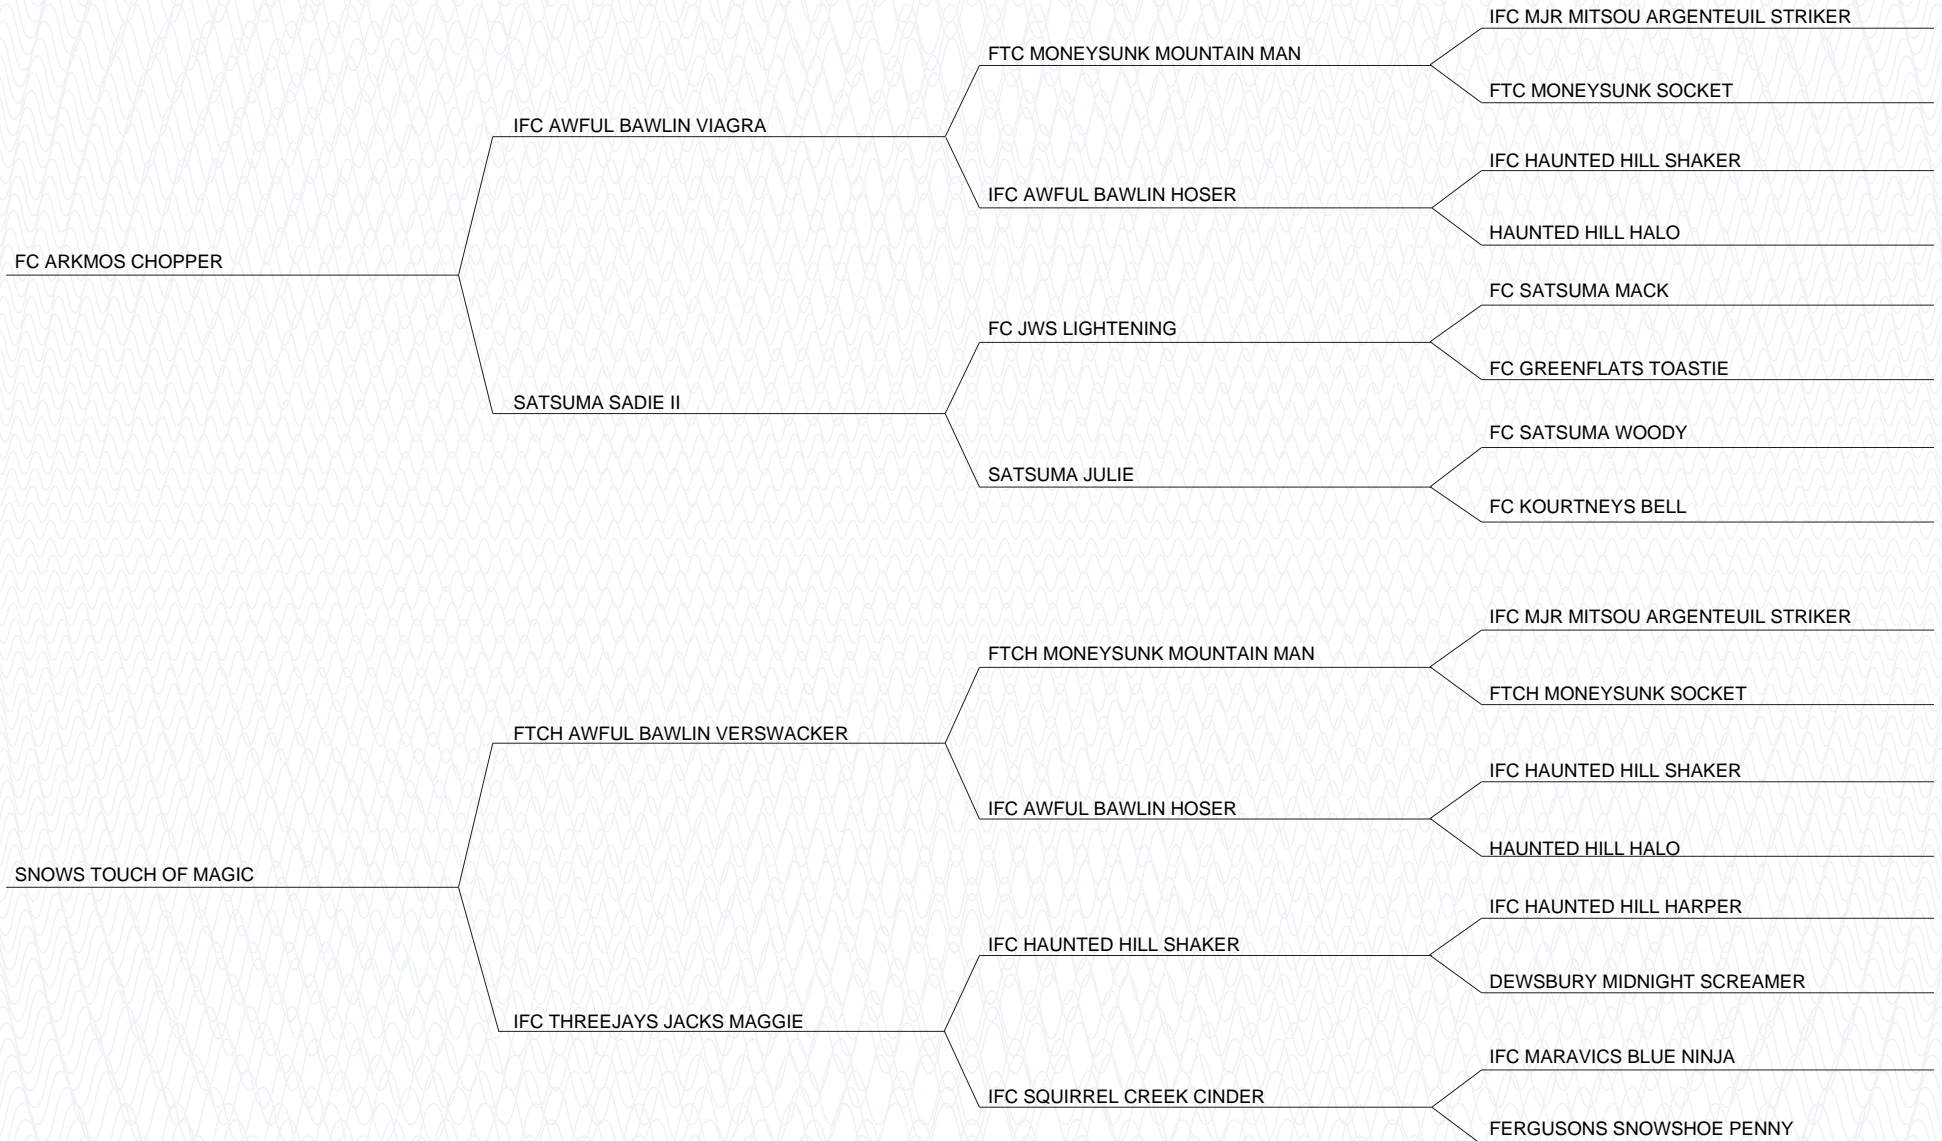 IFC MJR MITSOU ARGENTEUIL STRIKER
FTC MONEYSUNK MOUNTAIN MAN
FTC MONEYSUNK SOCKET
IFC AWFUL BAWLIN VIAGRA
IFC HAUNTED HILL SHAKER
IFC AWFUL BAWLIN HOSER
HAUNTED HILL HALO
FC ARKMOS CHOPPER
FC SATSUMA MACK
FC JWS LIGHTENING
FC GREENFLATS TOASTIE
SATSUMA SADIE II
FC SATSUMA WOODY
SATSUMA JULIE
FC KOURTNEYS BELL
IFC MJR MITSOU ARGENTEUIL STRIKER
FTCH MONEYSUNK MOUNTAIN MAN
FTCH MONEYSUNK SOCKET
FTCH AWFUL BAWLIN VERSWACKER
IFC HAUNTED HILL SHAKER
IFC AWFUL BAWLIN HOSER
HAUNTED HILL HALO
SNOWS TOUCH OF MAGIC
IFC HAUNTED HILL HARPER
IFC HAUNTED HILL SHAKER
DEWSBURY MIDNIGHT SCREAMER
IFC THREEJAYS JACKS MAGGIE
IFC MARAVICS BLUE NINJA
IFC SQUIRREL CREEK CINDER
FERGUSONS SNOWSHOE PENNY